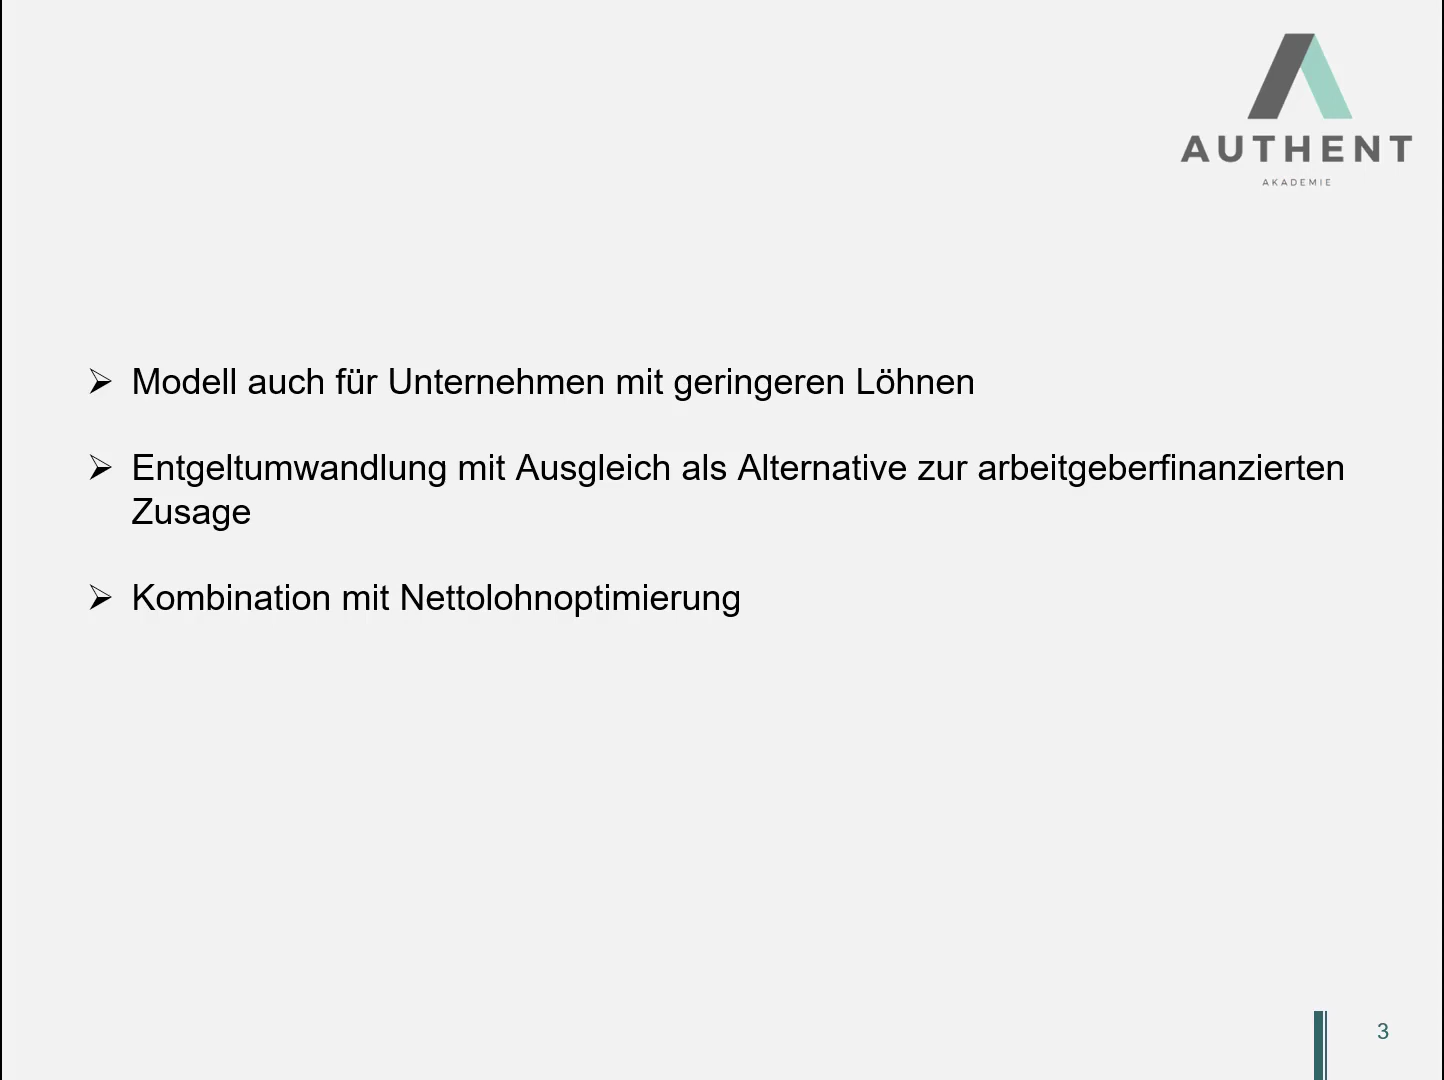 AUTHENT
AKADEMIE
➢ Modell auch für Unternehmen mit geringeren Löhnen
➢ Entgeltumwandlung mit Ausgleich als Alternative zur arbeitgeberfinanzierten
Zusage
➢ Kombination mit Nettolohnoptimierung
3